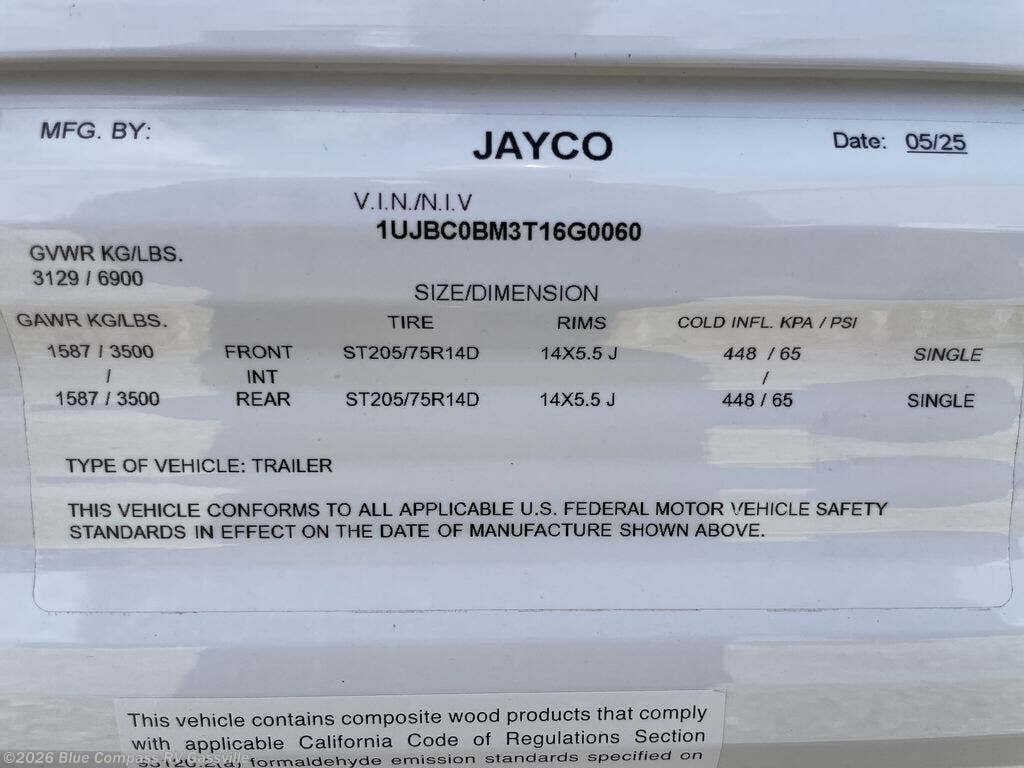 MFG. BY: JAYCO Date: 05/25
V.I.N./N.I.V
1UJBC0BM3T16G0060
GVWR KG/LBS.
3129 / 6900
SIZE/DIMENSION
GAWR KG/LBS. TIRE RIMS COLD INFL. KPA / PSI
1587 / 3500 FRONT ST205/75R14D 14X5.5 J 448 / 65 SINGLE
/ INT /
1587 / 3500 REAR ST205/75R14D 14X5.5 J 448 / 65 SINGLE
TYPE OF VEHICLE: TRAILER
THIS VEHICLE CONFORMS TO ALL APPLICABLE U.S. FEDERAL MOTOR VEHICLE SAFETY
STANDARDS IN EFFECT ON THE DATE OF MANUFACTURE SHOWN ABOVE.
This vehicle contains composite wood products that comply
with applicable California Code of Regulations Section
93120.2(a) formaldehyde emission standards specified on
©2026 Blue Compass RV Gassville